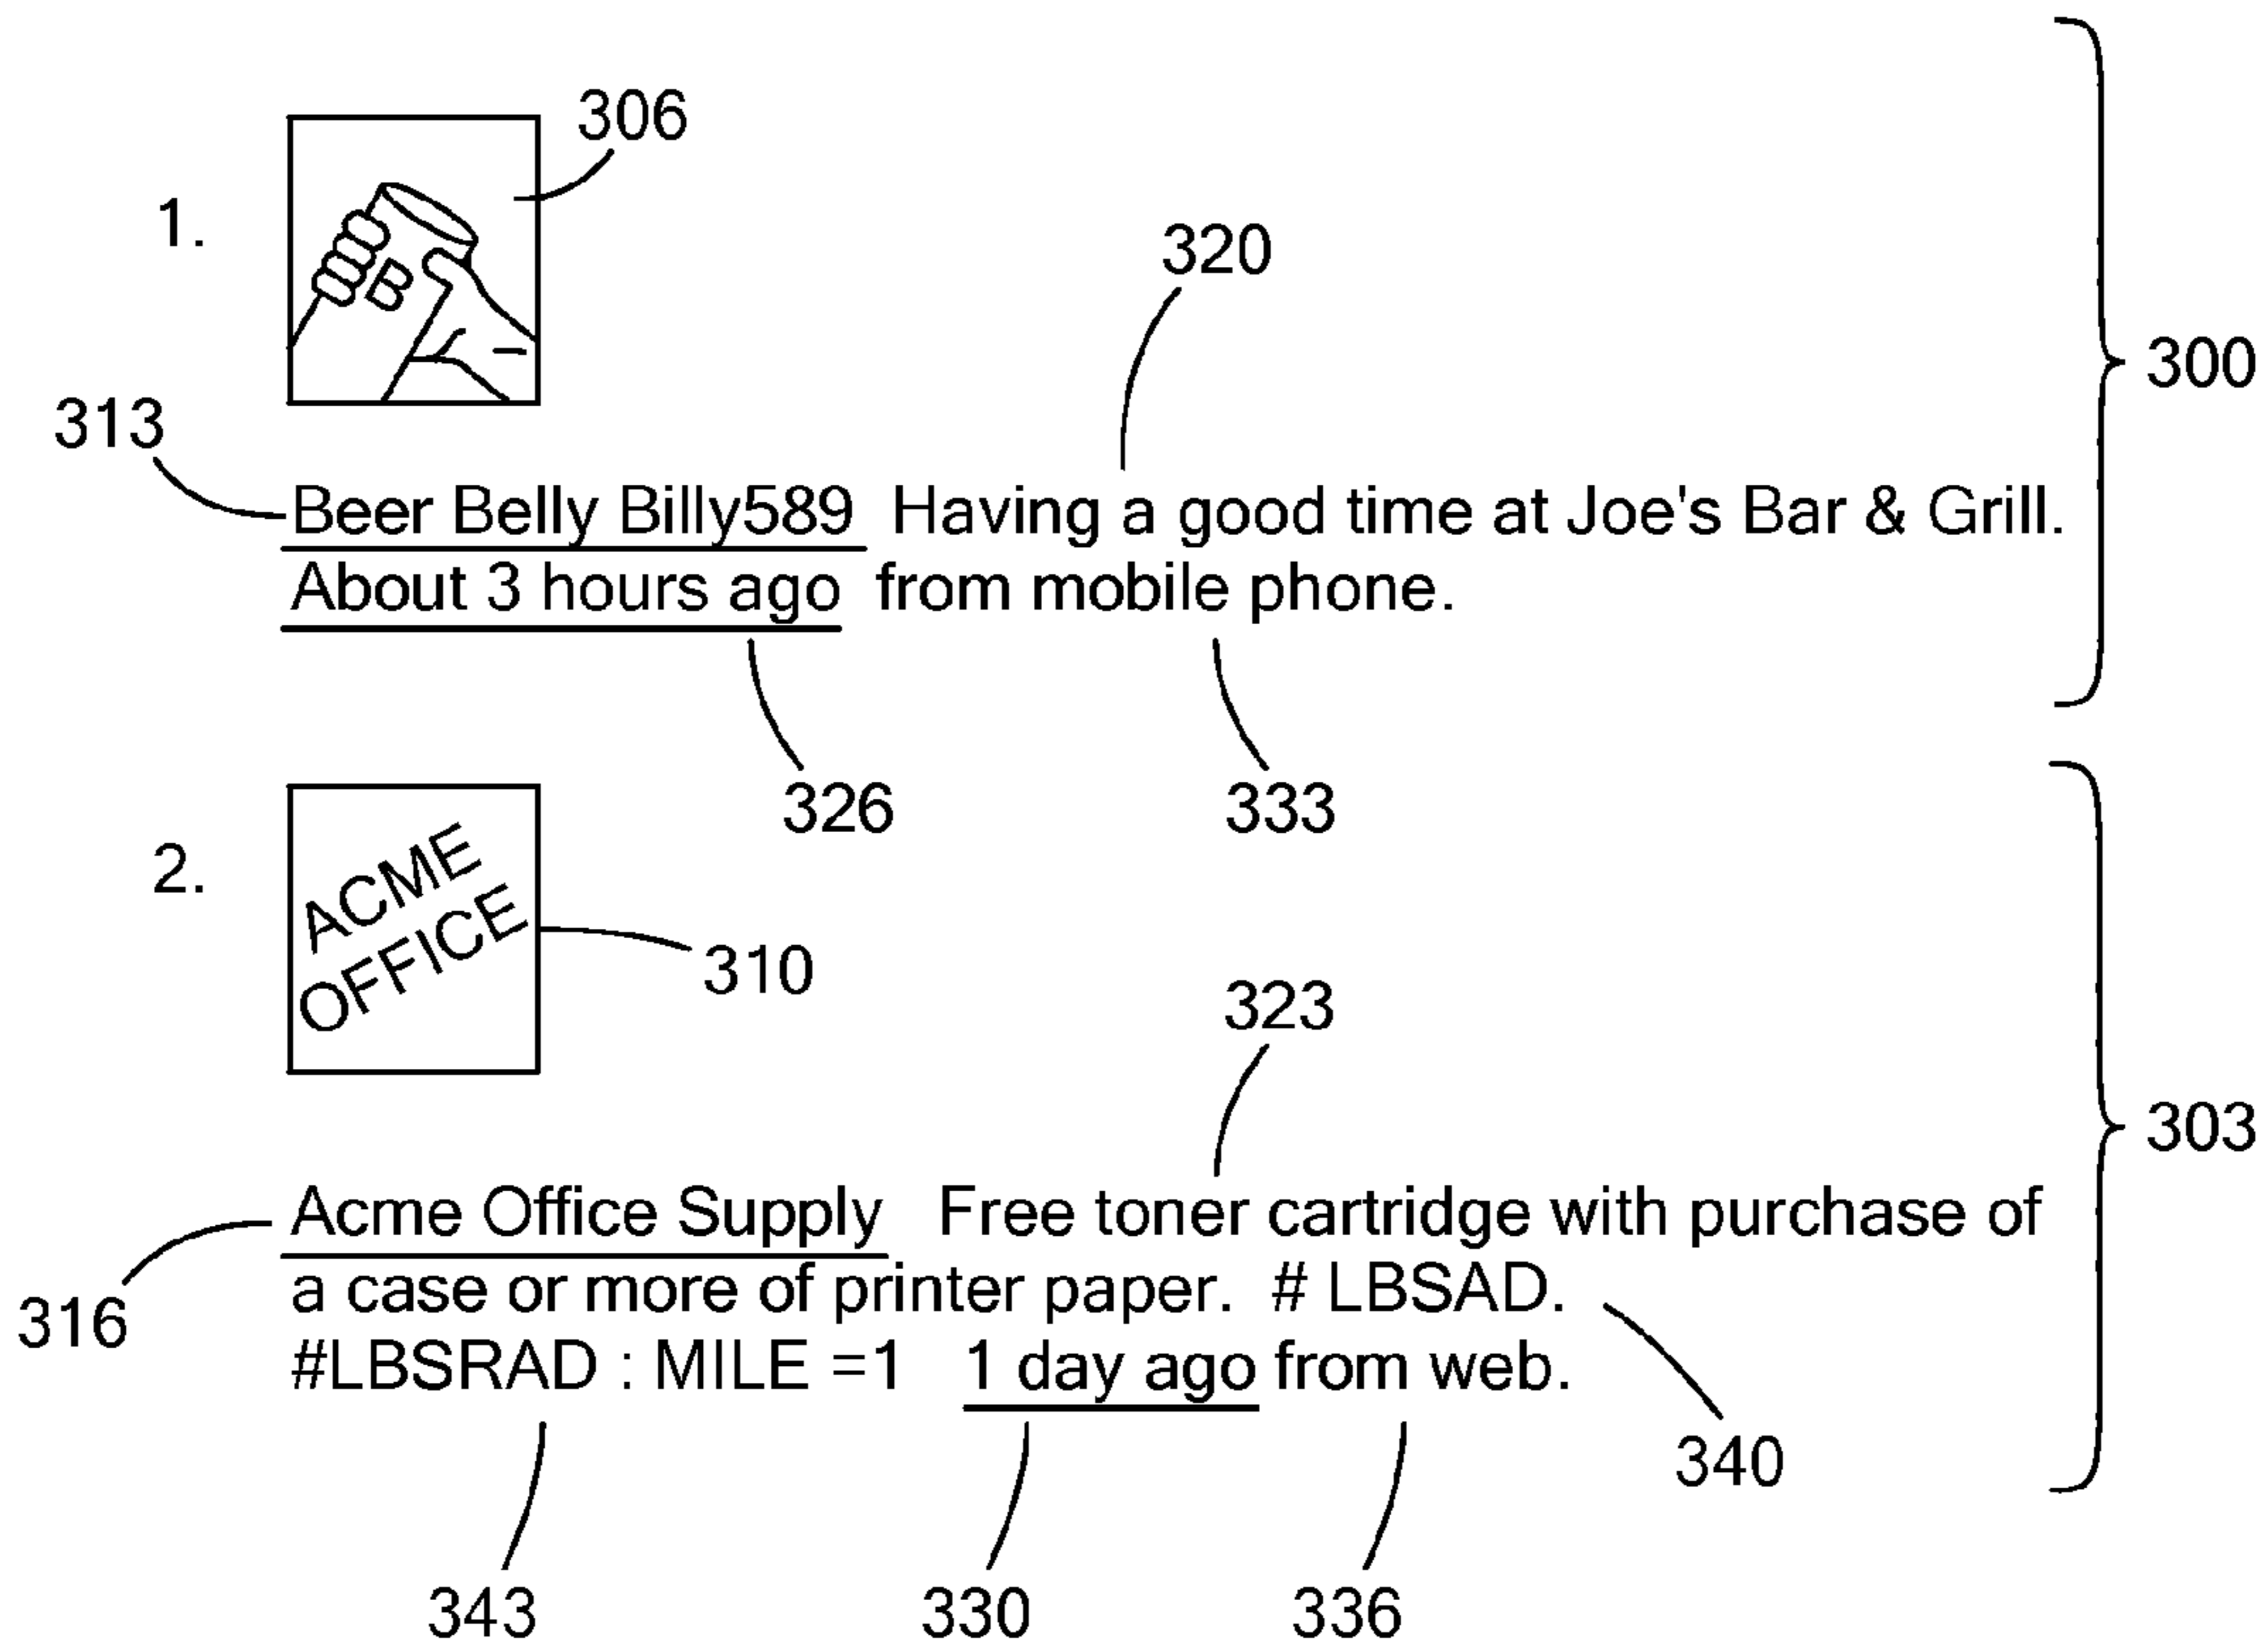 306
1.
B
320
300
313
Beer Belly Billy589 Having a good time at Joe's Bar & Grill.
About 3 hours ago from mobile phone.
326
333
2.
ACME
OFFICE
310
323
303
Acme Office Supply Free toner cartridge with purchase of
a case or more of printer paper. # LBSAD.
316
#LBSRAD : MILE =1 1 day ago from web.
340
343
330
336